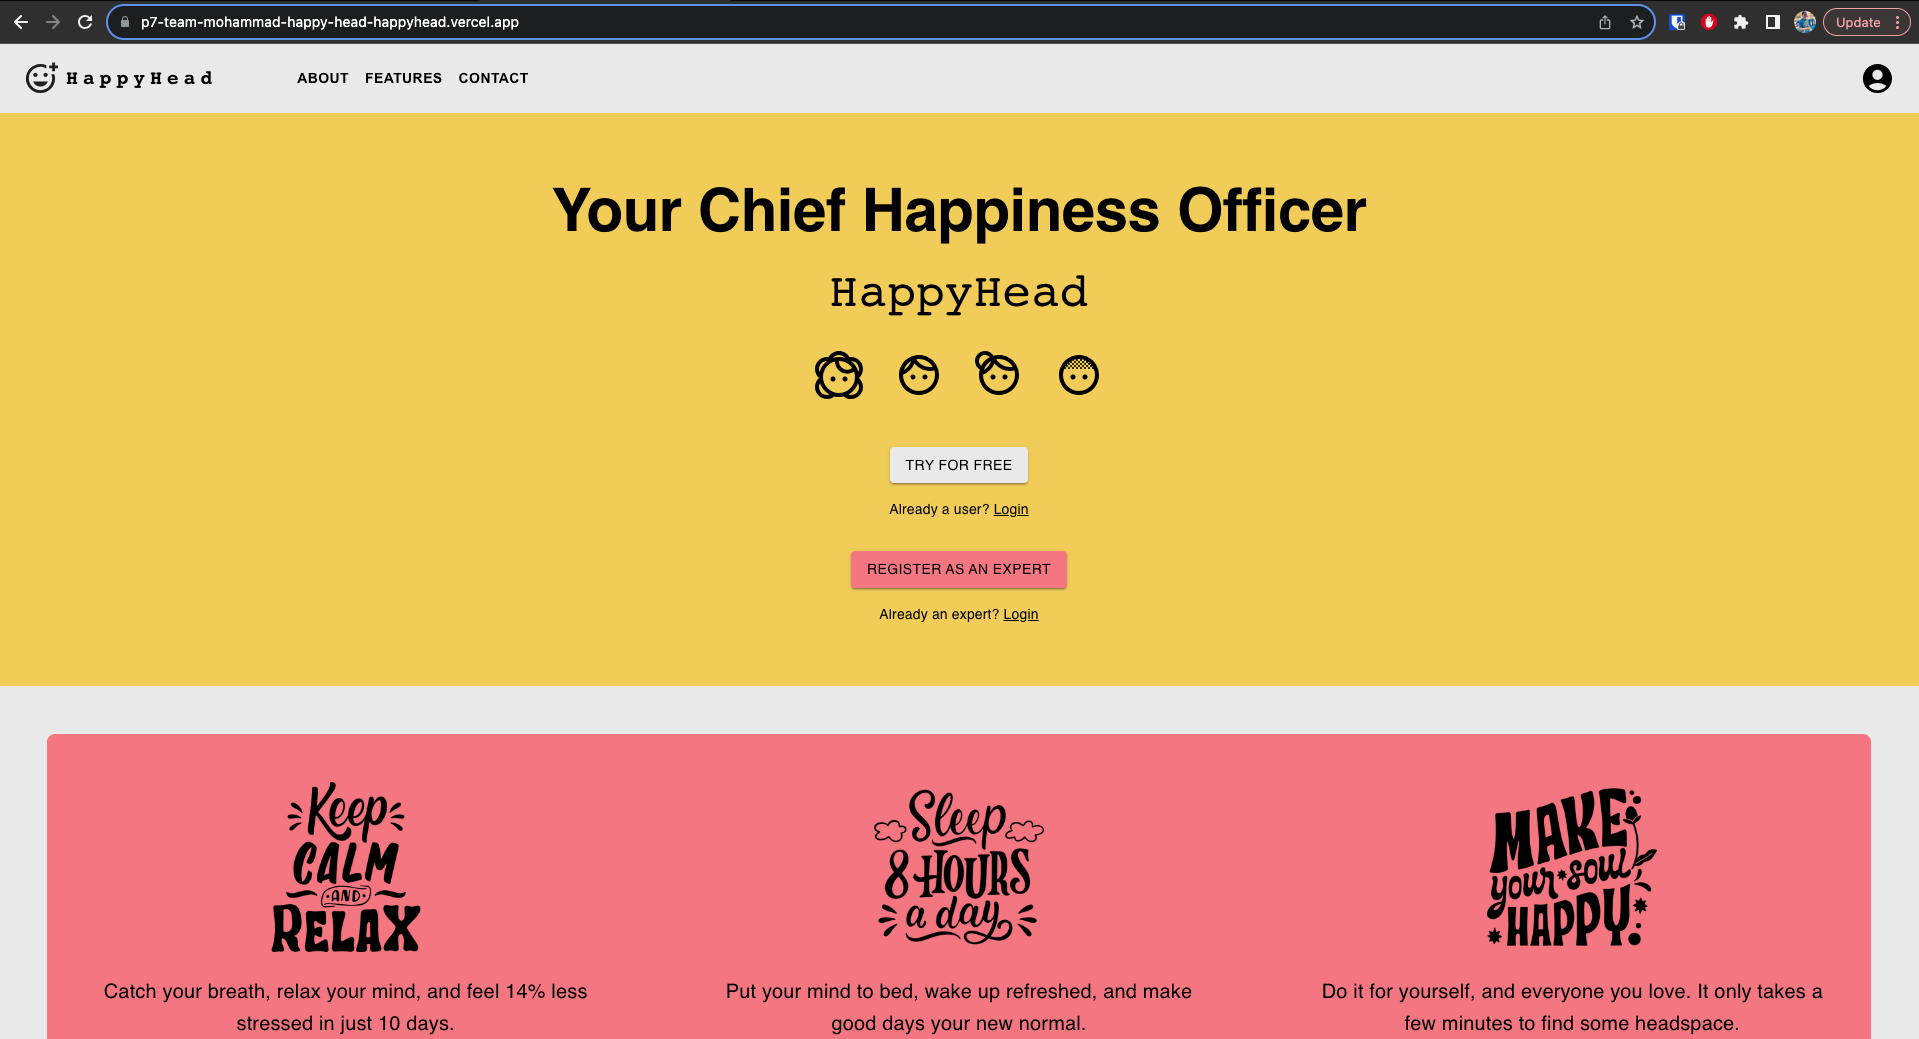 p7-team-mohammad-happy-head-happyhead.vercel.app
Update
HappyHead
ABOUT FEATURES CONTACT
Your Chief Happiness Officer
HappyHead
TRY FOR FREE
Already a user? Login
REGISTER AS AN EXPERT
Already an expert? Login
Keep
CALM
AND
RELAX
Catch your breath, relax your mind, and feel 14% less
stressed in just 10 days.
Sleep
8 HOURS
a day
Put your mind to bed, wake up refreshed, and make
good days your new normal.
MAKE
your soul
HAPPY!
Do it for yourself, and everyone you love. It only takes a
few minutes to find some headspace.